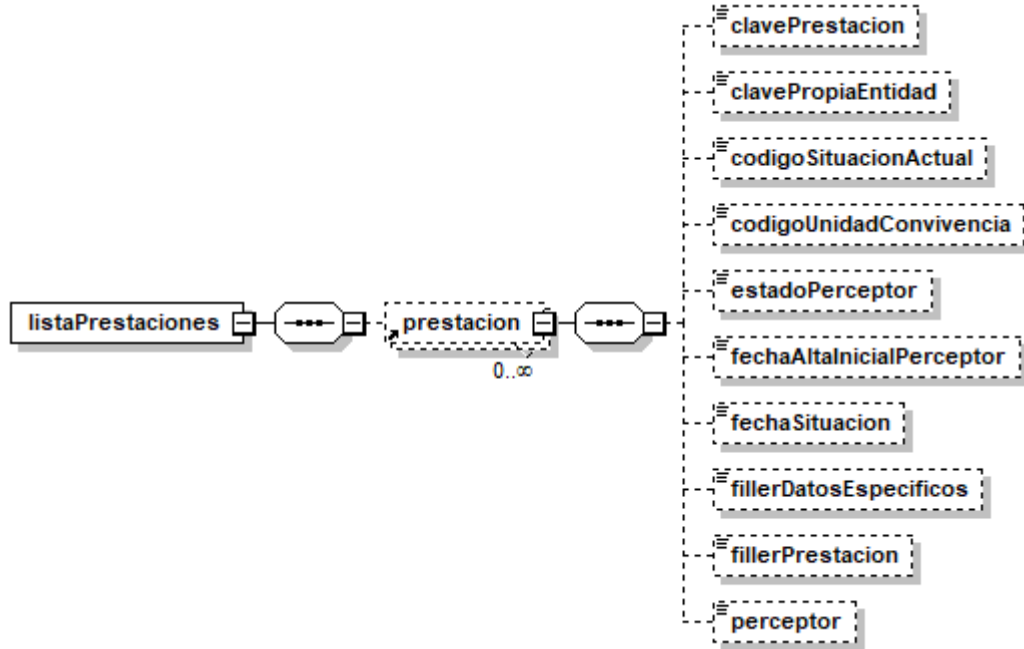 clavePrestacion
clavePropiaEntidad
codigoSituacionActual
codigoUnidadConvivencia
estadoPerceptor
listaPrestaciones
prestacion
0..∞
fechaAltaInicialPerceptor
fechaSituacion
fillerDatosEspecificos
fillerPrestacion
perceptor